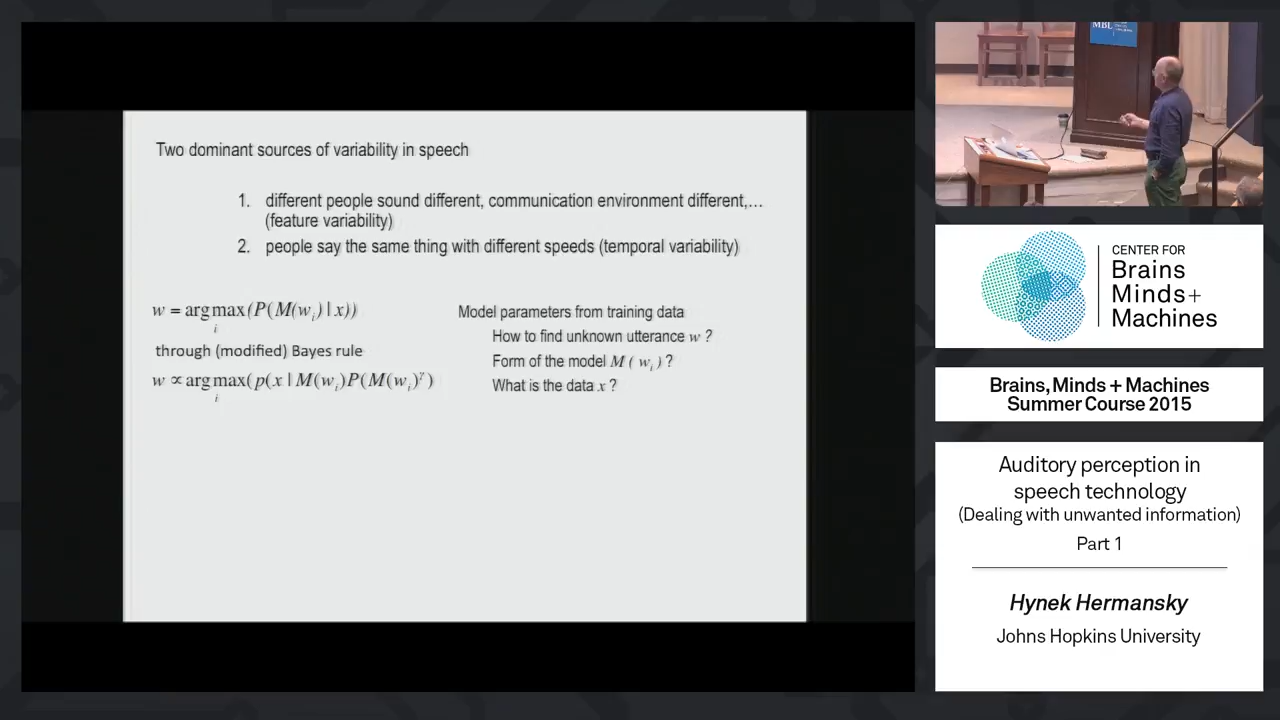 Two dominant sources of variability in speech
1. different people sound different, communication environment different,...
(feature variability)
2. people say the same thing with different speeds (temporal variability)
w = arg max (P(M(w_i) | x))
i
through (modified) Bayes rule
w ∝ arg max (p(x | M(w_i)P(M(w_i)^γ)
i
Model parameters from training data
How to find unknown utterance w ?
Form of the model M ( w_i ) ?
What is the data x ?
MBL
CENTER FOR
Brains
Minds+
Machines
Brains, Minds + Machines
Summer Course 2015
Auditory perception in
speech technology
(Dealing with unwanted information)
Part 1
Hynek Hermansky
Johns Hopkins University